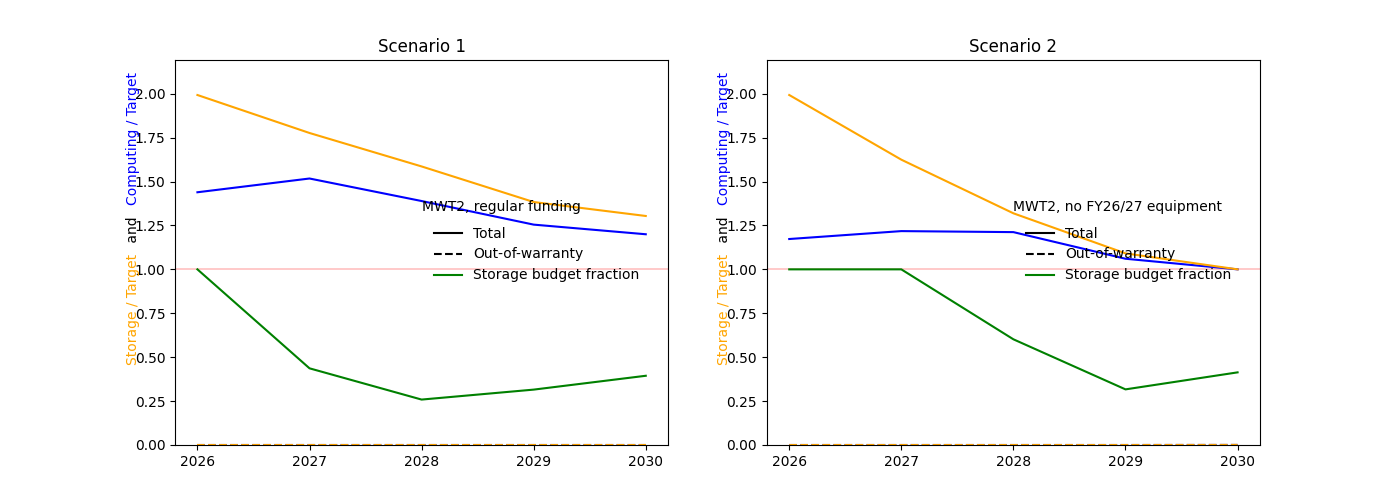 Scenario 1
Computing / Target
and
Storage / Target
2.00
1.75
1.50
1.25
1.00
0.75
0.50
0.25
0.00
MWT2, regular funding
Total
Out-of-warranty
Storage budget fraction
2026 2027 2028 2029 2030
Scenario 2
Computing / Target
and
Storage / Target
2.00
1.75
1.50
1.25
1.00
0.75
0.50
0.25
0.00
MWT2, no FY26/27 equipment
Total
Out-of-warranty
Storage budget fraction
2026 2027 2028 2029 2030